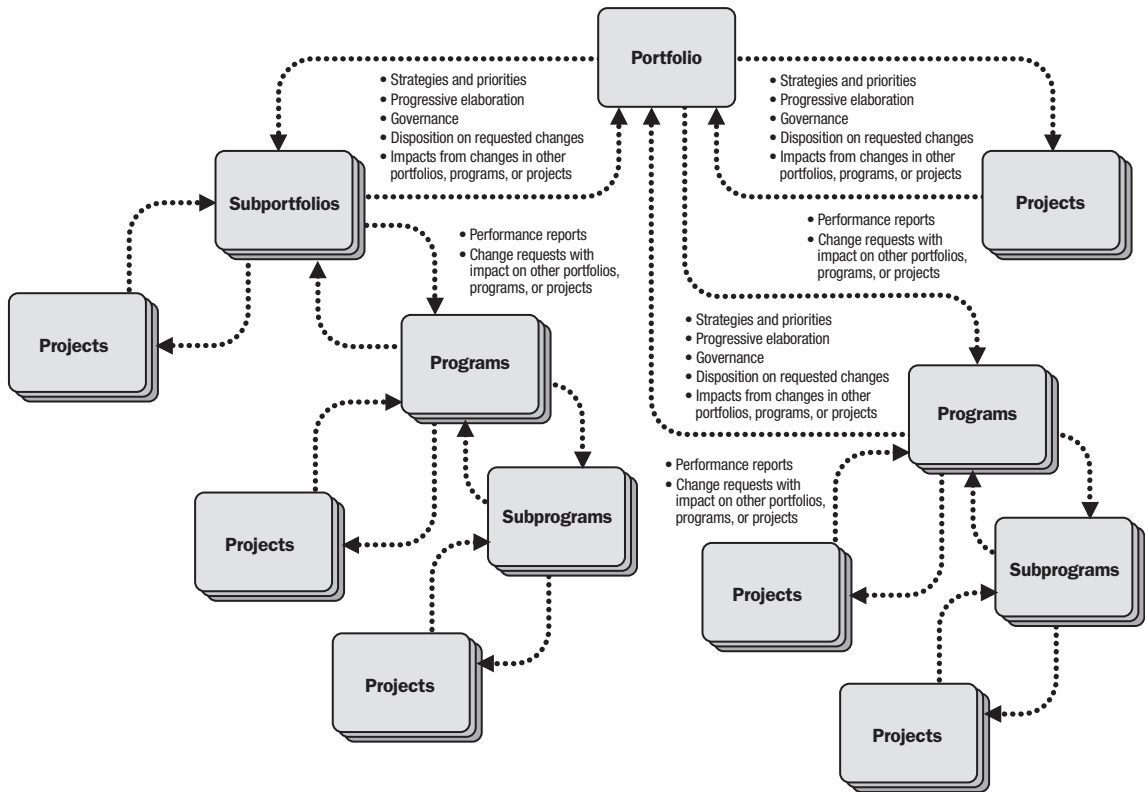 Portfolio
• Strategies and priorities
• Progressive elaboration
• Governance
• Disposition on requested changes
• Impacts from changes in other
portfolios, programs, or projects
• Strategies and priorities
• Progressive elaboration
• Governance
• Disposition on requested changes
• Impacts from changes in other
portfolios, programs, or projects
Subportfolios
Projects
• Performance reports
• Change requests with
impact on other portfolios,
programs, or projects
• Performance reports
• Change requests with
impact on other portfolios,
programs, or projects
Projects
Programs
• Strategies and priorities
• Progressive elaboration
• Governance
• Disposition on requested changes
• Impacts from changes in other
portfolios, programs, or projects
Programs
• Performance reports
• Change requests with
impact on other portfolios,
programs, or projects
Projects
Subprograms
Projects
Subprograms
Projects
Projects